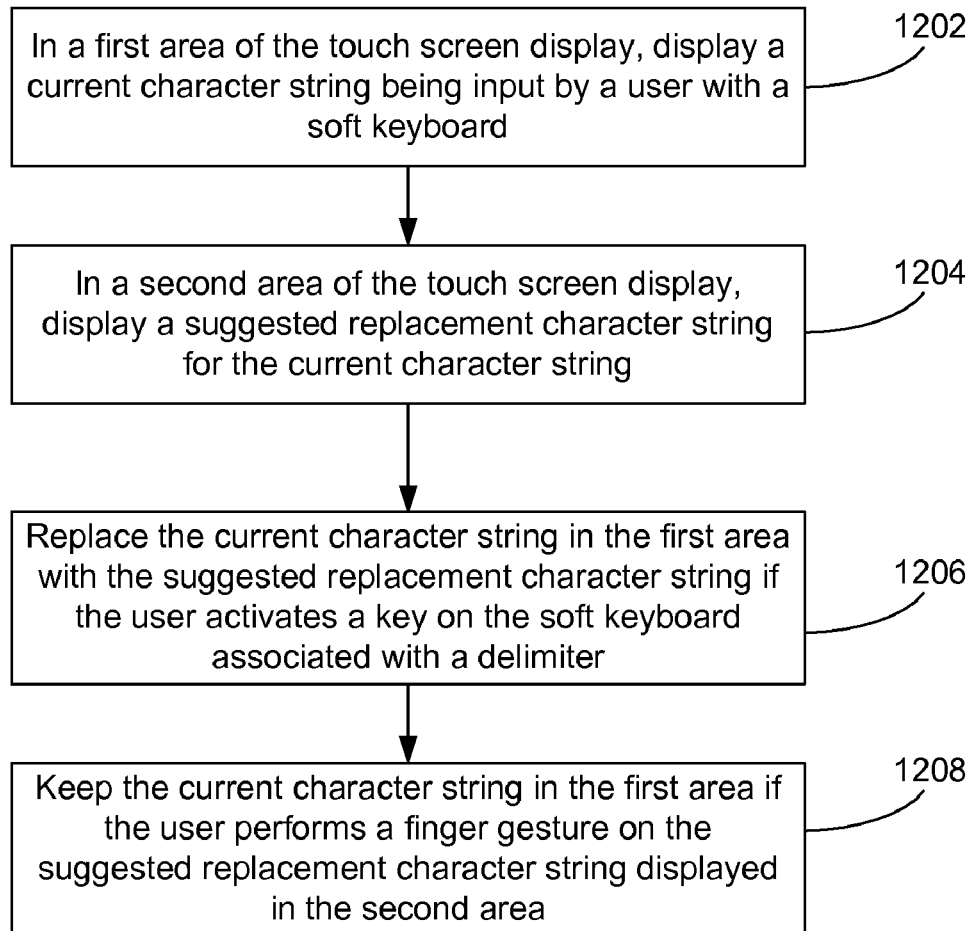 In a first area of the touch screen display, display a
current character string being input by a user with a
soft keyboard
1202
In a second area of the touch screen display,
display a suggested replacement character string
for the current character string
1204
Replace the current character string in the first area
with the suggested replacement character string if
the user activates a key on the soft keyboard
associated with a delimiter
1206
Keep the current character string in the first area if
the user performs a finger gesture on the
suggested replacement character string displayed
in the second area
1208